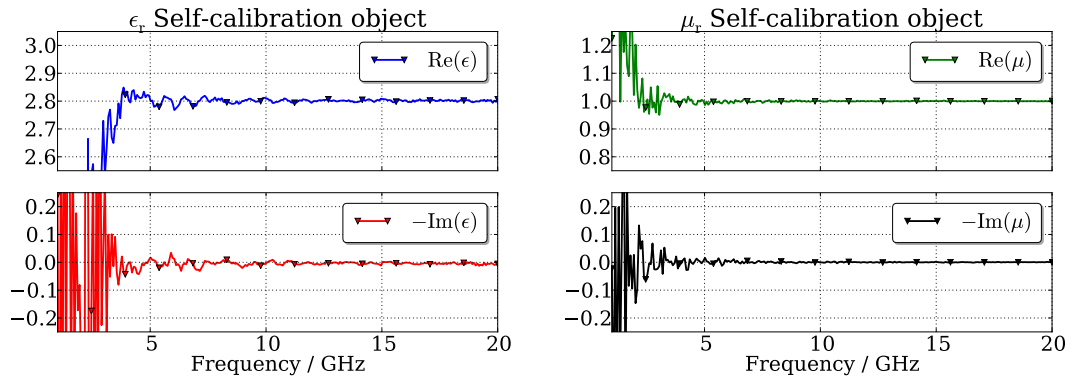 ϵr Self-calibration object
3.0
2.9
2.8
2.7
2.6
Re(ϵ)
0.2
0.1
0.0
−0.1
−0.2
−Im(ϵ)
5 10 15 20
Frequency / GHz
μr Self-calibration object
1.2
1.1
1.0
0.9
0.8
Re(μ)
0.2
0.1
0.0
−0.1
−0.2
−Im(μ)
5 10 15 20
Frequency / GHz